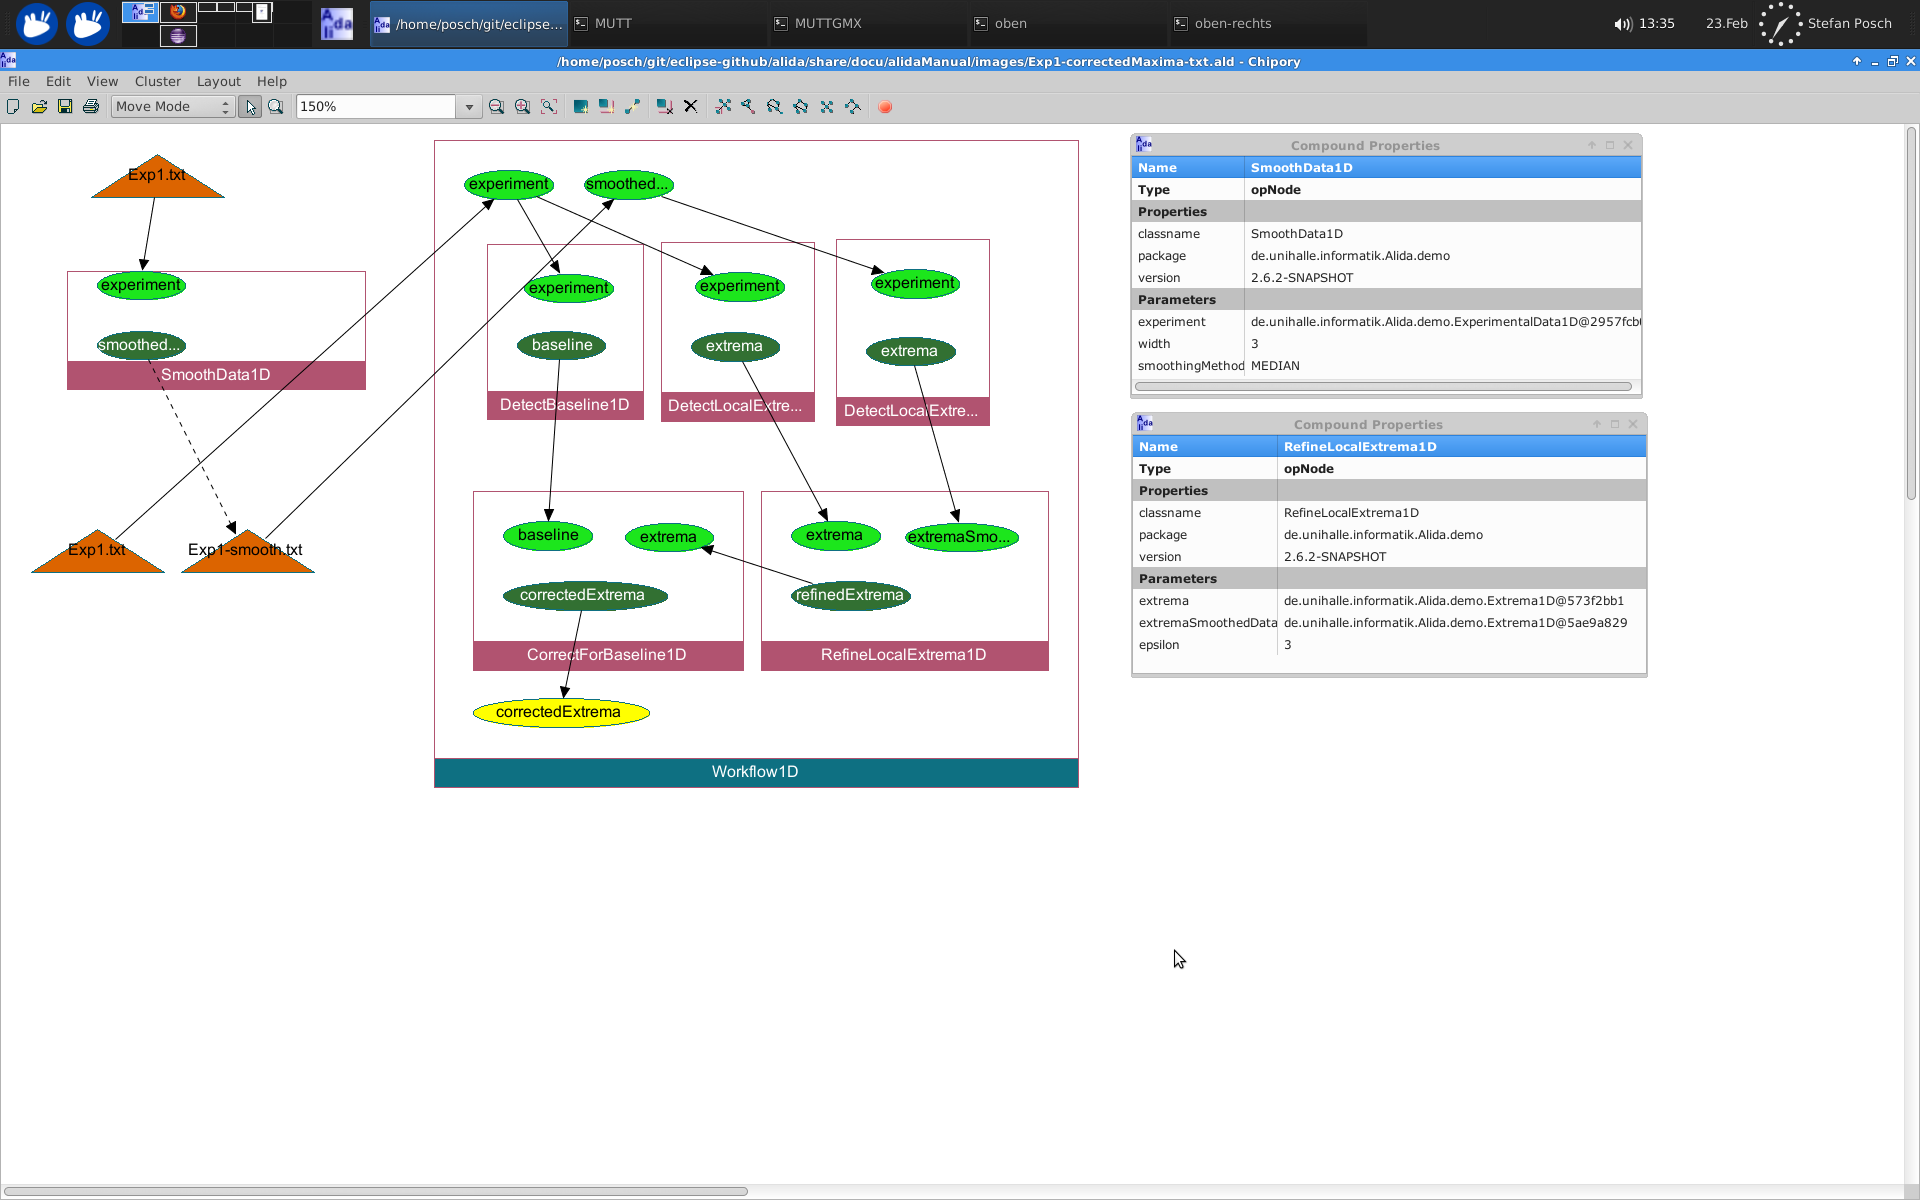 /home/posch/git/eclipse...
MUTT
MUTTGMX
oben
oben-rechts
13:35
23.Feb
Stefan Posch
/home/posch/git/eclipse-github/alida/share/docu/alidaManual/images/Exp1-correctedMaxima-txt.ald - Chipory
File Edit View Cluster Layout Help
Move Mode
150%
Exp1.txt
experiment
smoothed...
SmoothData1D
Exp1.txt
Exp1-smooth.txt
experiment
smoothed...
experiment
experiment
experiment
baseline
extrema
extrema
DetectBaseline1D
DetectLocalExtre...
DetectLocalExtre...
baseline
extrema
extrema
extremaSmo...
correctedExtrema
refinedExtrema
CorrectForBaseline1D
RefineLocalExtrema1D
correctedExtrema
Workflow1D
Compound Properties
Name SmoothData1D
Type opNode
Properties
classname SmoothData1D
package de.unihalle.informatik.Alida.demo
version 2.6.2-SNAPSHOT
Parameters
experiment de.unihalle.informatik.Alida.demo.ExperimentalData1D@2957fcb
width 3
smoothingMethod MEDIAN
Compound Properties
Name RefineLocalExtrema1D
Type opNode
Properties
classname RefineLocalExtrema1D
package de.unihalle.informatik.Alida.demo
version 2.6.2-SNAPSHOT
Parameters
extrema de.unihalle.informatik.Alida.demo.Extrema1D@573f2bb1
extremaSmoothedData de.unihalle.informatik.Alida.demo.Extrema1D@5ae9a829
epsilon 3